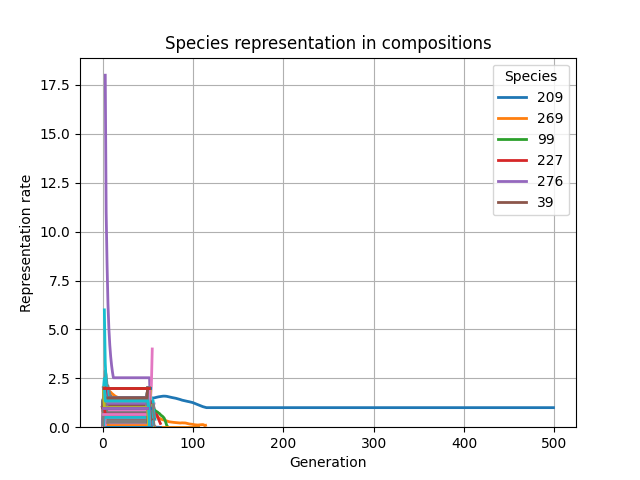 Species representation in compositions
Representation rate
17.5
15.0
12.5
10.0
7.5
5.0
2.5
0.0
Species
209
269
99
227
276
39
0 100 200 300 400 500
Generation